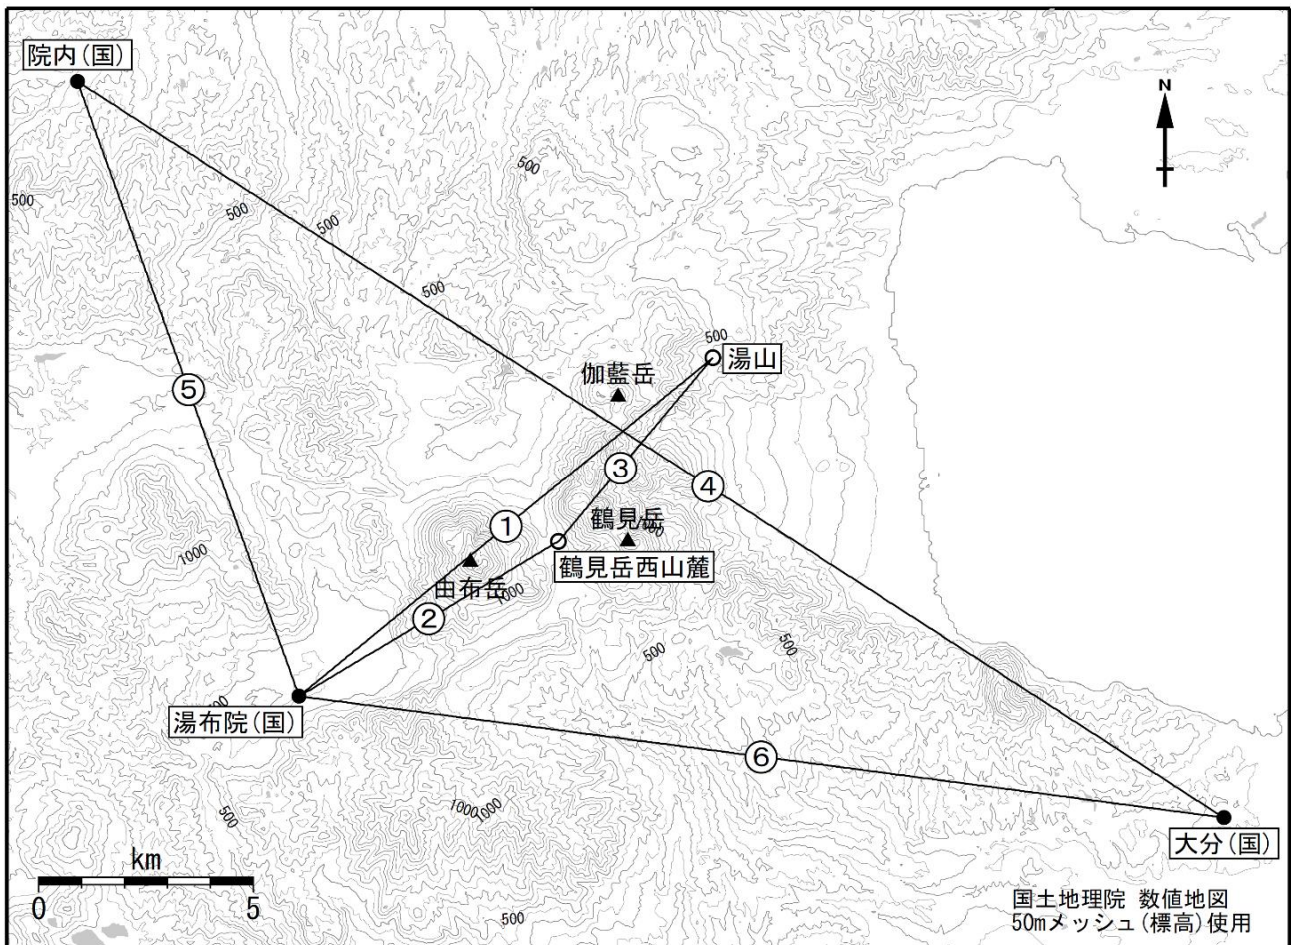 院内(国)
N
500
500
500
500
500
500
湯山
伽藍岳
⑤
③
④
鶴見岳
①
1000
由布岳
鶴見岳西山麓
1000
②
500
500
湯布院(国)
⑥
1000
1000
500
大分(国)
km
0 5
500
国土地理院 数値地図
50mメッシュ(標高)使用